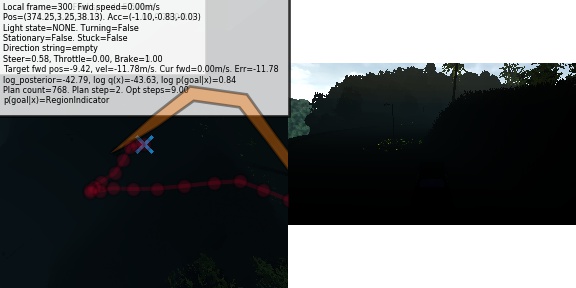 Local frame=300. Fwd speed=0.00m/s
Pos=(374.25,3.25,38.13). Acc=(-1.10,-0.83,-0.03)
Light state=NONE. Turning=False
Stationary=False. Stuck=False
Direction string=empty
Steer=0.58, Throttle=0.00, Brake=1.00
Target fwd pos=-9.42, vel=-11.78m/s. Cur fwd=0.00m/s. Err=-11.78
log_posterior=-42.79, log q(x)=-43.63, log p(goal|x)=0.84
Plan count=768. Plan step=2. Opt steps=9.00
p(goal|x)=RegionIndicator